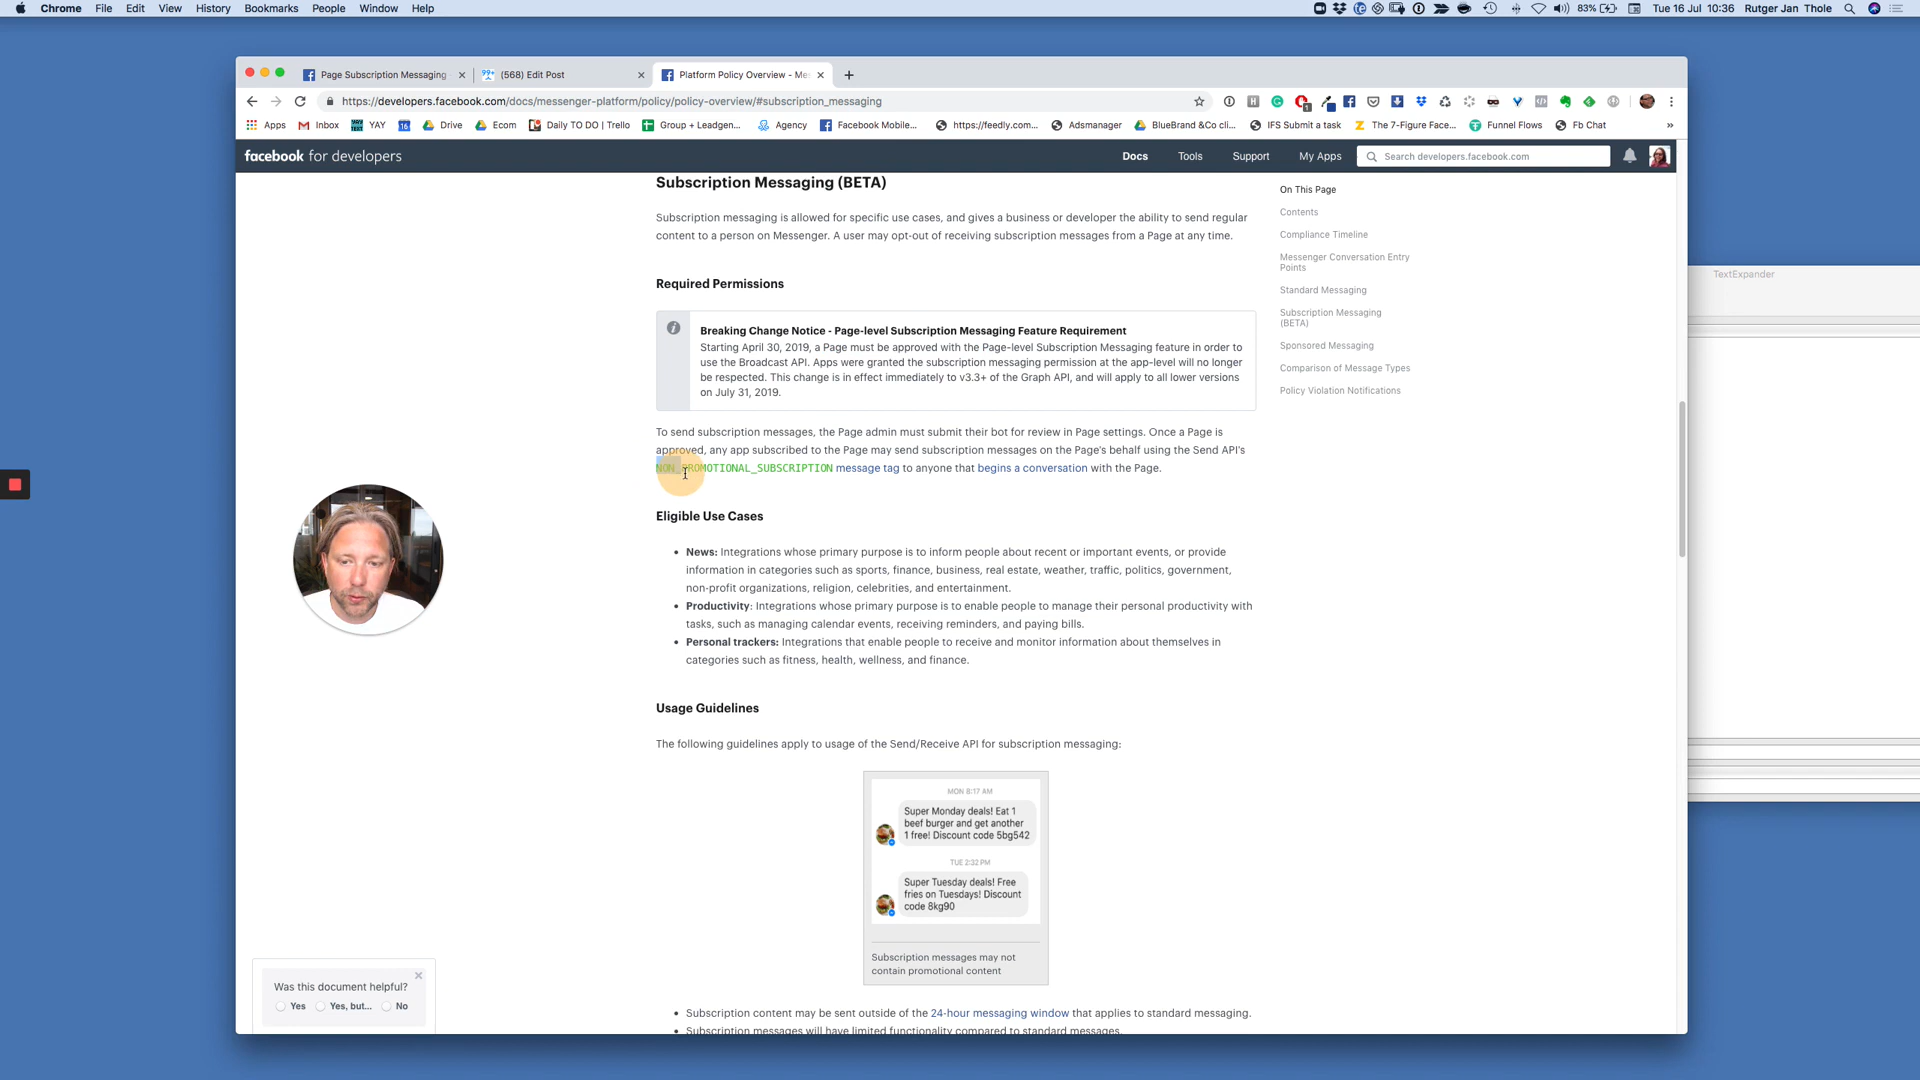 Chrome File Edit View History Bookmarks People Window Help
83% Tue 16 Jul 10:36 Rutger Jan Thole
Page Subscription Messaging
99+ (568) Edit Post
Platform Policy Overview - Mes
https://developers.facebook.com/docs/messenger-platform/policy/policy-overview/#subscription_messaging
Apps Inbox YAY Drive Ecom Daily TO DO | Trello Group + Leadgen... Agency Facebook Mobile... https://feedly.com... Adsmanager BlueBrand &Co cli... IFS Submit a task The 7-Figure Face... Funnel Flows Fb Chat »
facebook for developers
Docs Tools Support My Apps Search developers.facebook.com
TextExpander
Subscription Messaging (BETA)
Subscription messaging is allowed for specific use cases, and gives a business or developer the ability to send regular
content to a person on Messenger. A user may opt-out of receiving subscription messages from a Page at any time.
Required Permissions
Breaking Change Notice - Page-level Subscription Messaging Feature Requirement
Starting April 30, 2019, a Page must be approved with the Page-level Subscription Messaging feature in order to
use the Broadcast API. Apps were granted the subscription messaging permission at the app-level will no longer
be respected. This change is in effect immediately to v3.3+ of the Graph API, and will apply to all lower versions
on July 31, 2019.
To send subscription messages, the Page admin must submit their bot for review in Page settings. Once a Page is
approved, any app subscribed to the Page may send subscription messages on the Page's behalf using the Send API's
NON_PROMOTIONAL_SUBSCRIPTION message tag to anyone that begins a conversation with the Page.
Eligible Use Cases
• News: Integrations whose primary purpose is to inform people about recent or important events, or provide
information in categories such as sports, finance, business, real estate, weather, traffic, politics, government,
non-profit organizations, religion, celebrities, and entertainment.
• Productivity: Integrations whose primary purpose is to enable people to manage their personal productivity with
tasks, such as managing calendar events, receiving reminders, and paying bills.
• Personal trackers: Integrations that enable people to receive and monitor information about themselves in
categories such as fitness, health, wellness, and finance.
Usage Guidelines
The following guidelines apply to usage of the Send/Receive API for subscription messaging:
MON 8:17 AM
Super Monday deals! Eat 1
beef burger and get another
1 free! Discount code 5bg542
TUE 2:32 PM
Super Tuesday deals! Free
fries on Tuesdays! Discount
code 8kg90
Subscription messages may not
contain promotional content
• Subscription content may be sent outside of the 24-hour messaging window that applies to standard messaging.
• Subscription messages will have limited functionality compared to standard messages.
On This Page
Contents
Compliance Timeline
Messenger Conversation Entry
Points
Standard Messaging
Subscription Messaging
(BETA)
Sponsored Messaging
Comparison of Message Types
Policy Violation Notifications
Was this document helpful?
Yes Yes, but... No